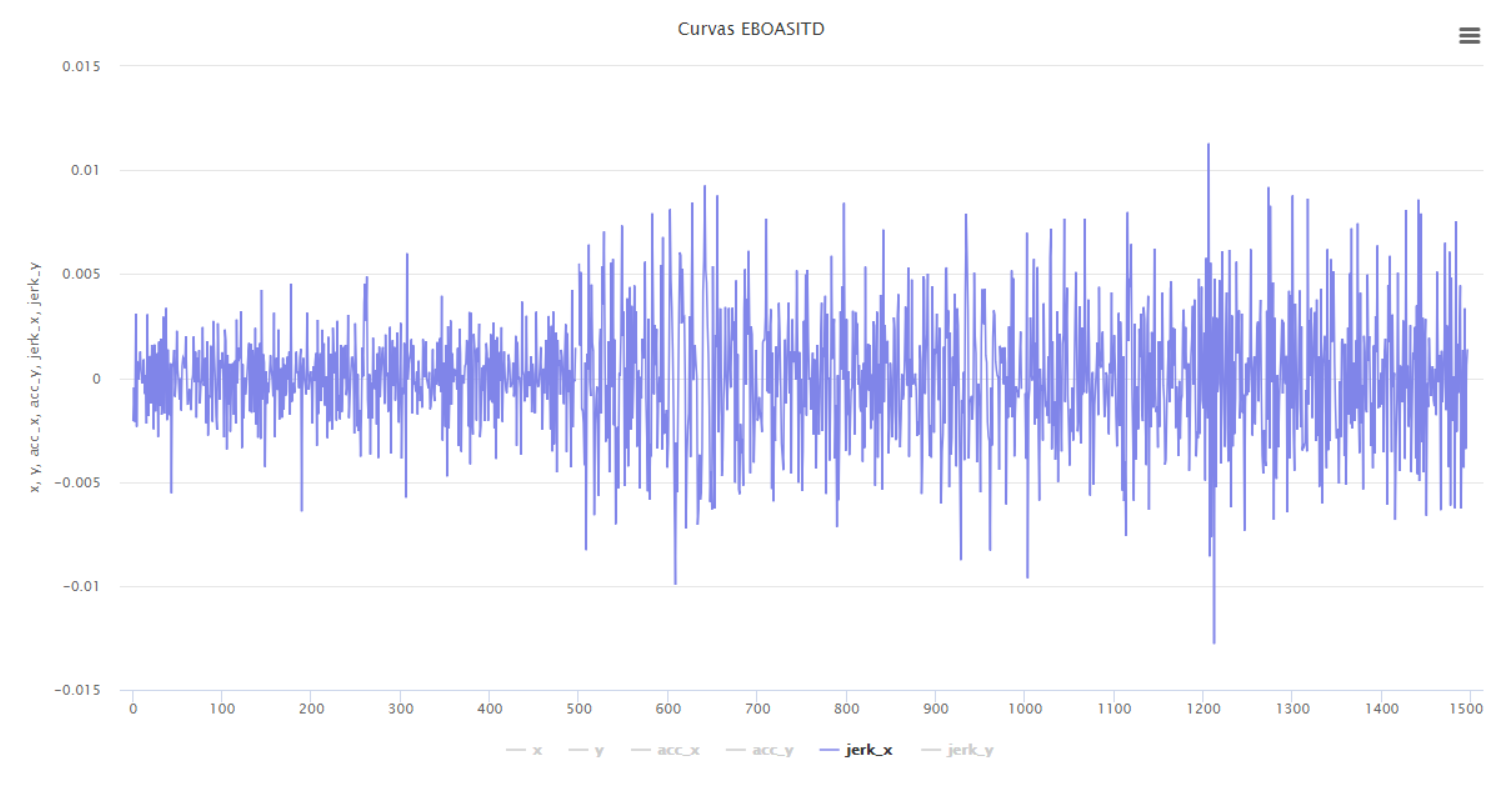 Curvas EBOASITD
x, y, acc_x, acc_y, jerk_x, jerk_y
0.015
0.01
0.005
0
−0.005
−0.01
−0.015
0 100 200 300 400 500 600 700 800 900 1000 1100 1200 1300 1400 1500
x y acc_x acc_y jerk_x jerk_y